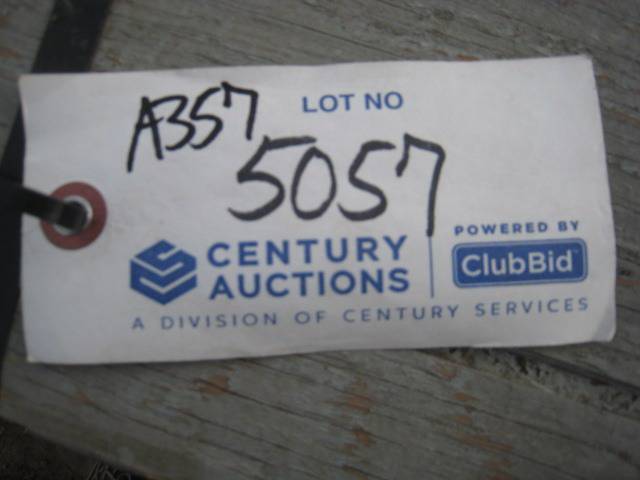 A357
LOT NO
5057
CENTURY
AUCTIONS
POWERED BY
ClubBid
A DIVISION OF CENTURY SERVICES